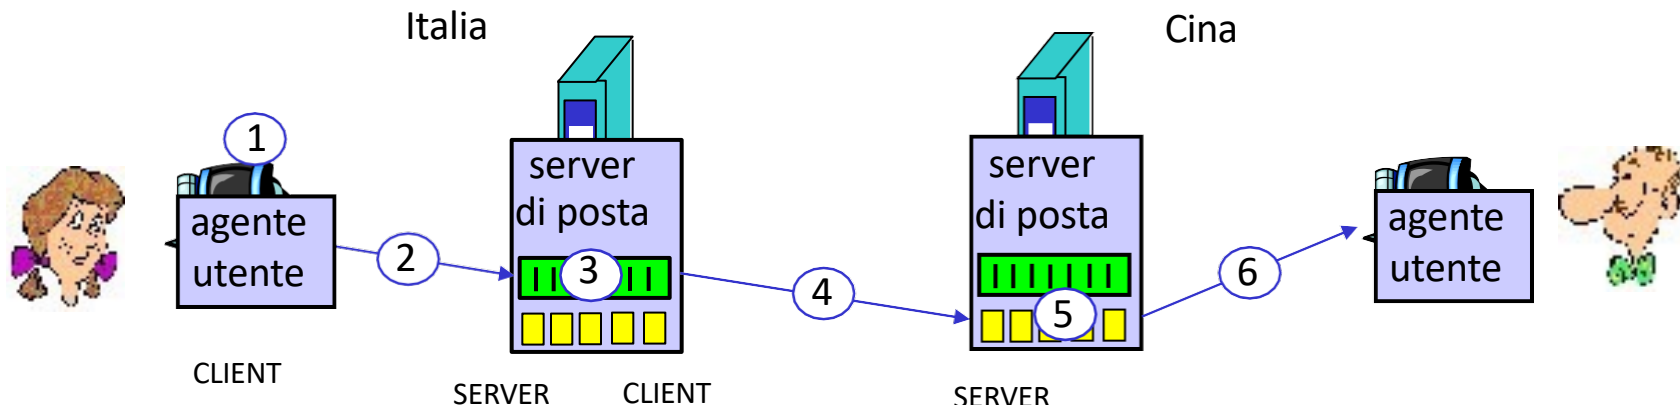 Italia
Cina
1
agente
utente
2
server
di posta
3
4
server
di posta
5
6
agente
utente
CLIENT
SERVER
CLIENT
SERVER